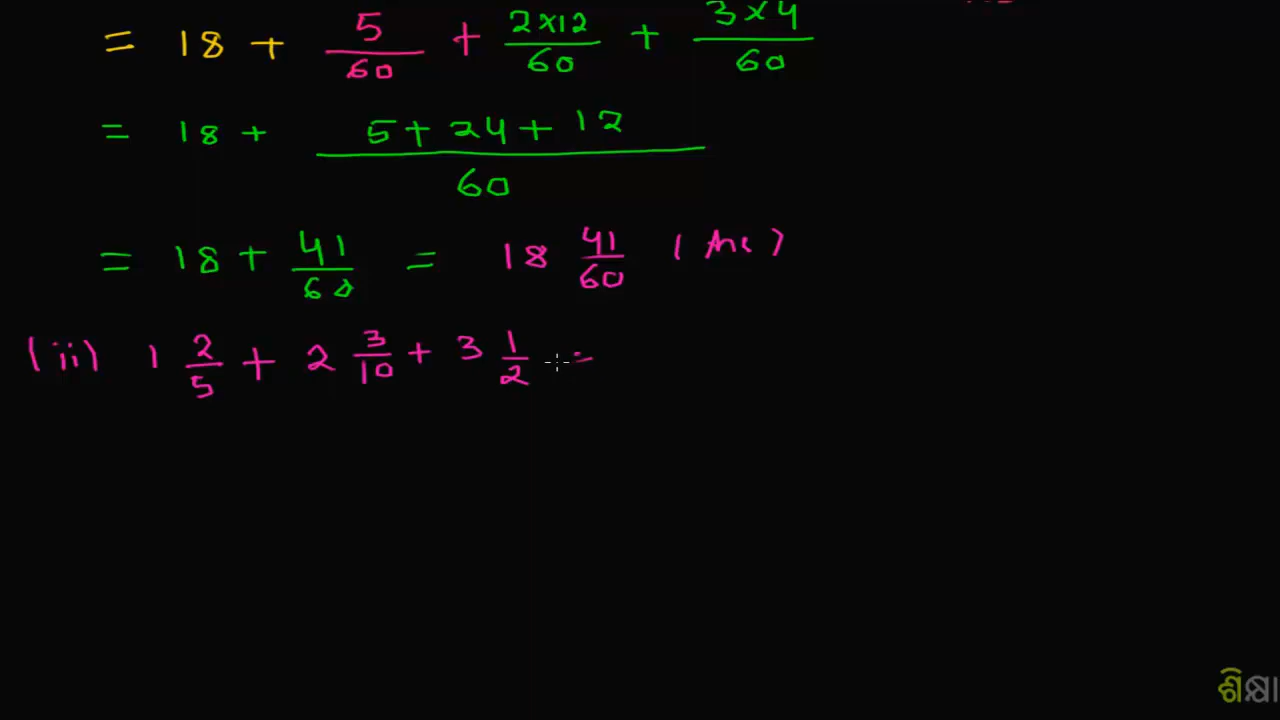 = 18 + 5/60 + 2×12/60 + 3×4/60
= 18 + 5+24+12/60
= 18 + 41/60 = 18 41/60 (Ans)
(ii) 1 2/5 + 2 3/10 + 3 1/2 =
ଶିକ୍ଷା